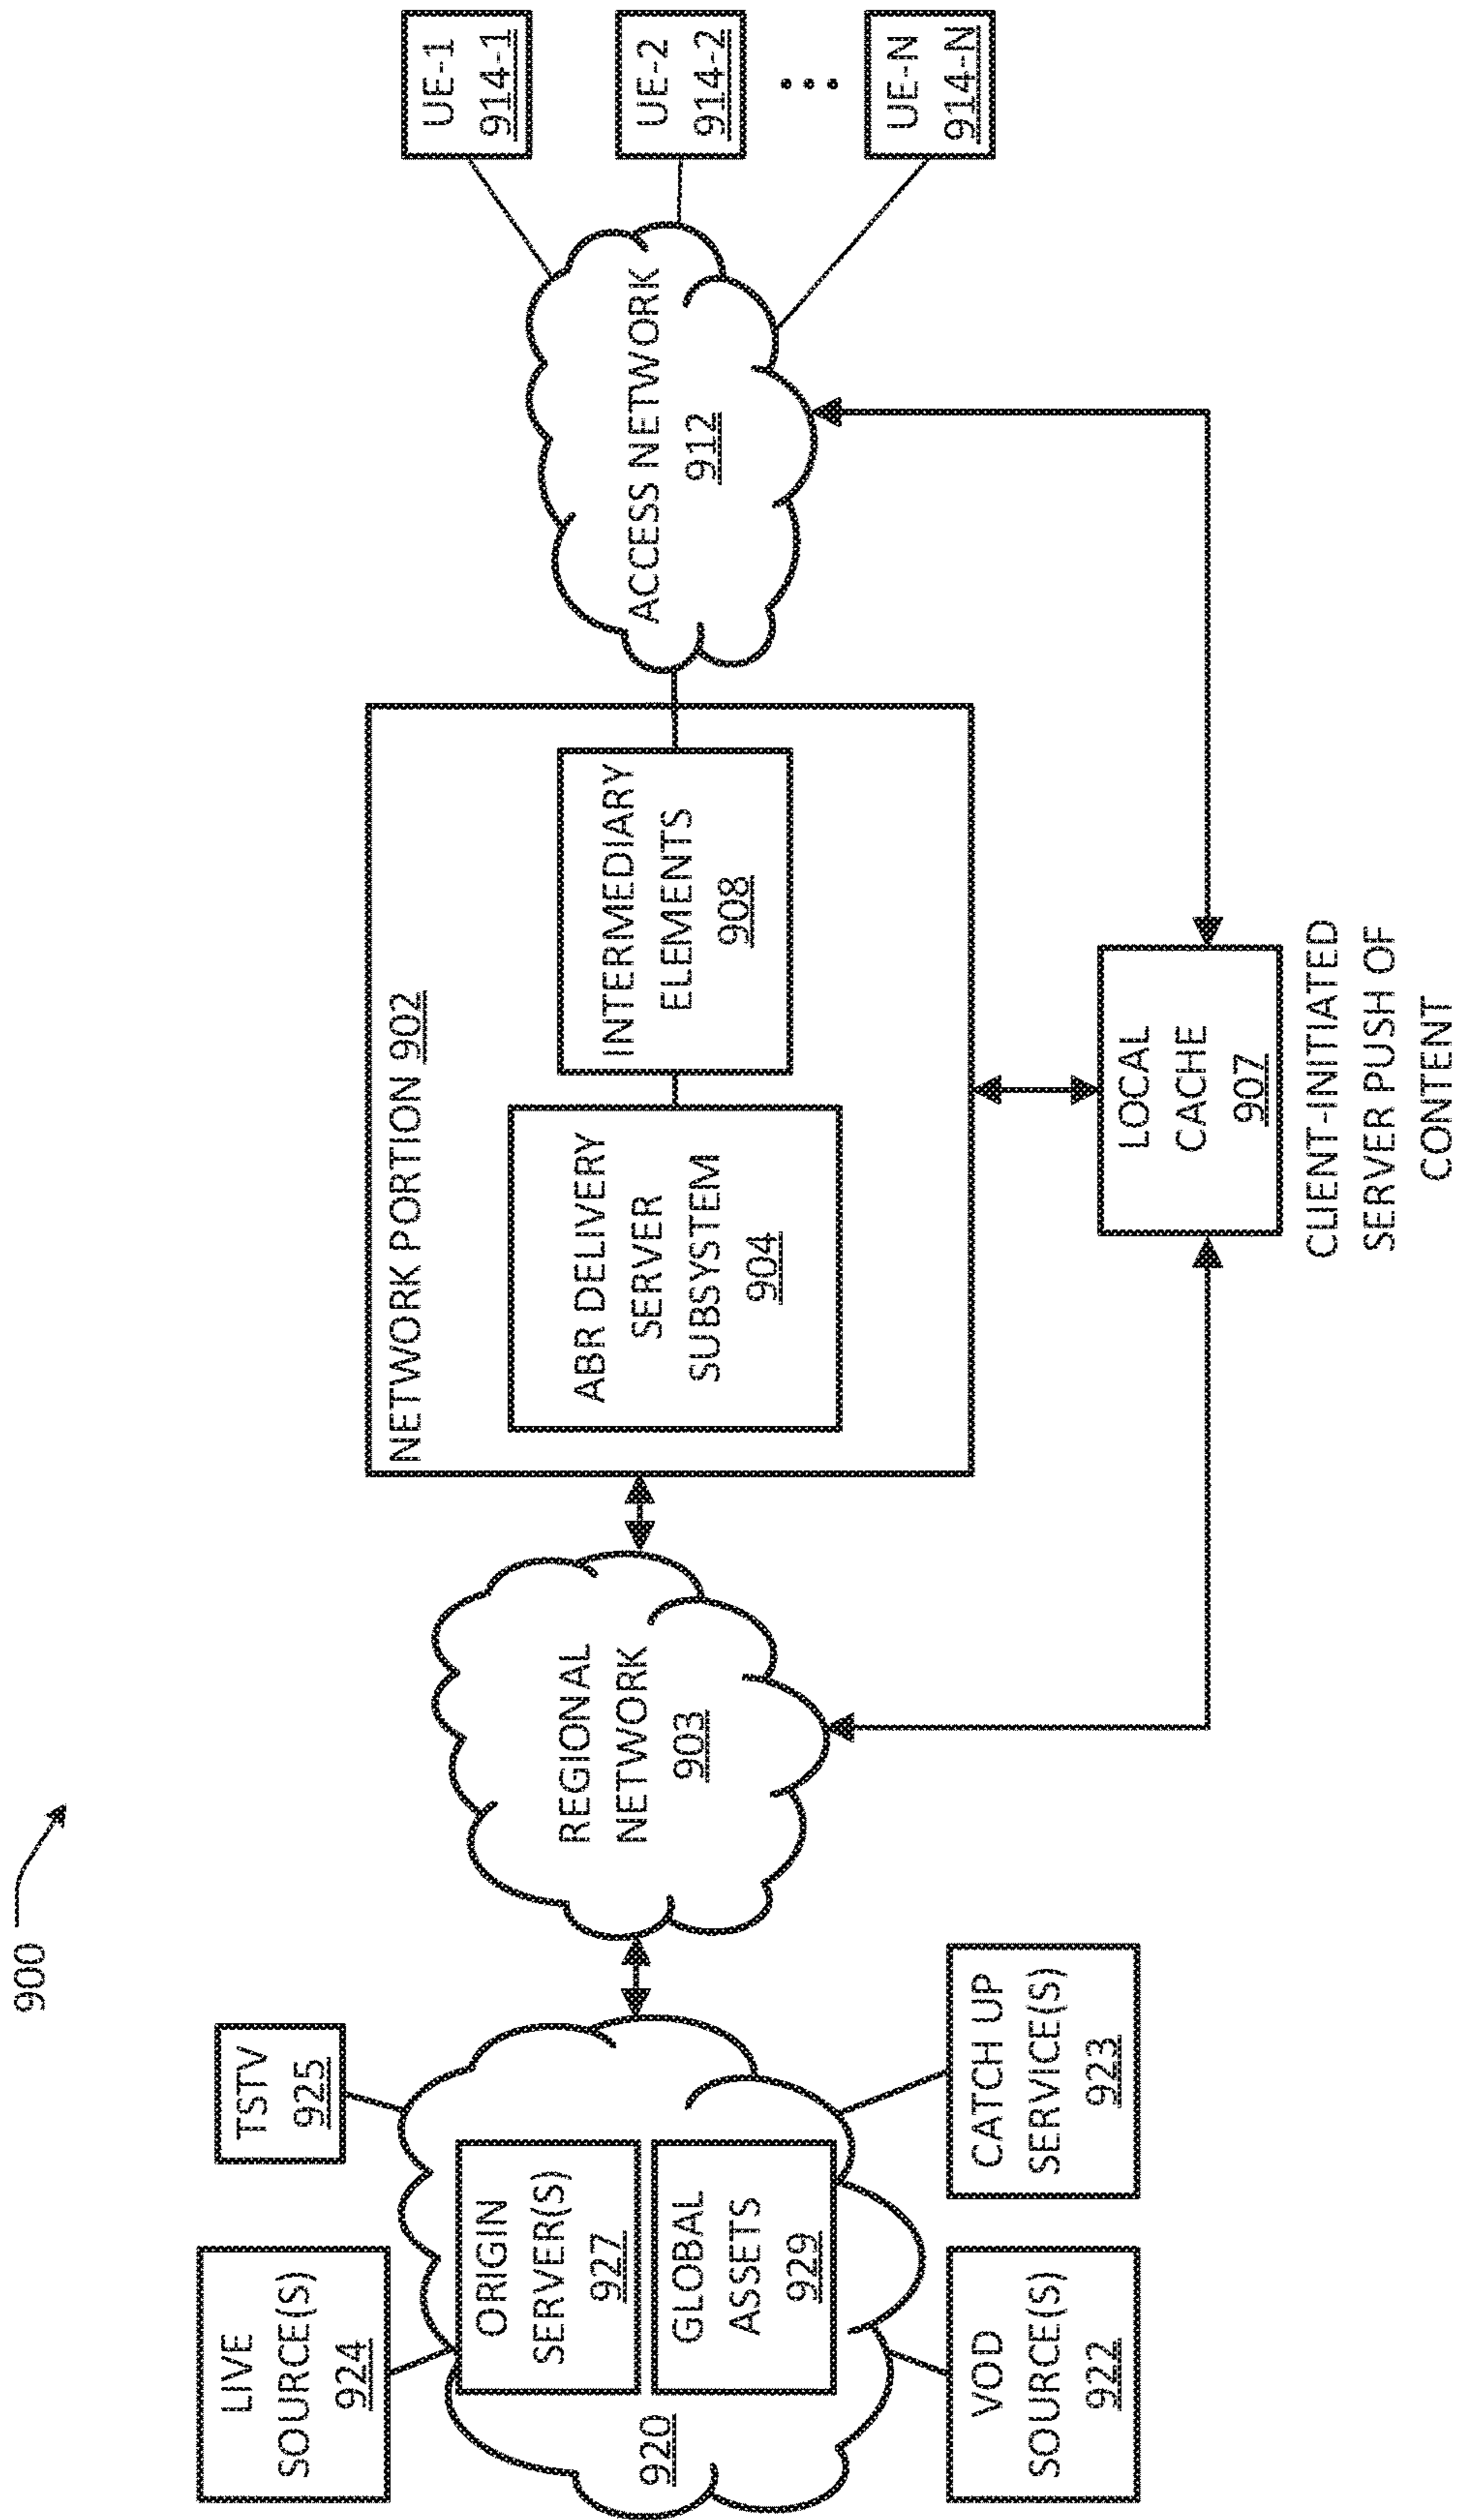 900
LIVE
SOURCE(S)
924
TSTV
925
ORIGIN
SERVER(S)
927
GLOBAL
ASSETS
929
920
VOD
SOURCE(S)
922
CATCH UP
SERVICE(S)
923
REGIONAL
NETWORK
903
NETWORK PORTION 902
ABR DELIVERY
SERVER
SUBSYSTEM
904
INTERMEDIARY
ELEMENTS
908
LOCAL
CACHE
907
CLIENT-INITIATED
SERVER PUSH OF
CONTENT
ACCESS NETWORK
912
UE-1
914-1
UE-2
914-2
UE-N
914-N